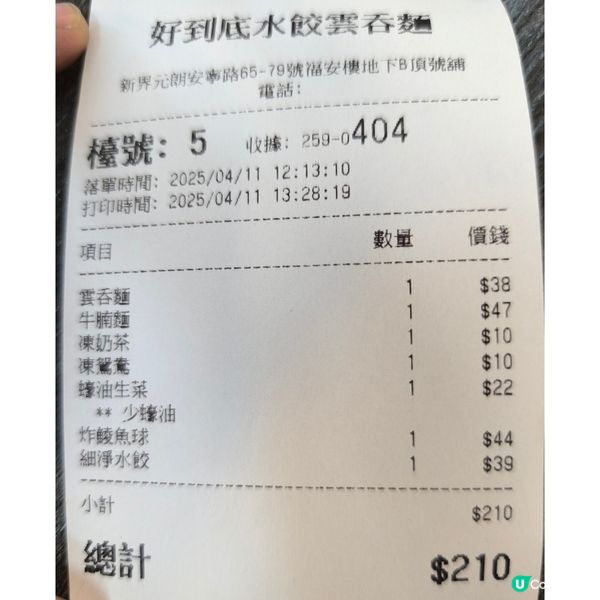 好到底水餃雲吞麵
新界元朗安寧路65-79號福安樓地下B頂號舖
電話:
檯號: 5 收據: 259-0404
落單時間: 2025/04/11 12:13:10
打印時間: 2025/04/11 13:28:19
項目 數量 價錢
雲吞麵 1 $38
牛腩麵 1 $47
凍奶茶 1 $10
凍鴛鴦 1 $10
蠔油生菜 1 $22
** 少蠔油
炸鯪魚球 1 $44
細淨水餃 1 $39
小計 $210
總計 $210